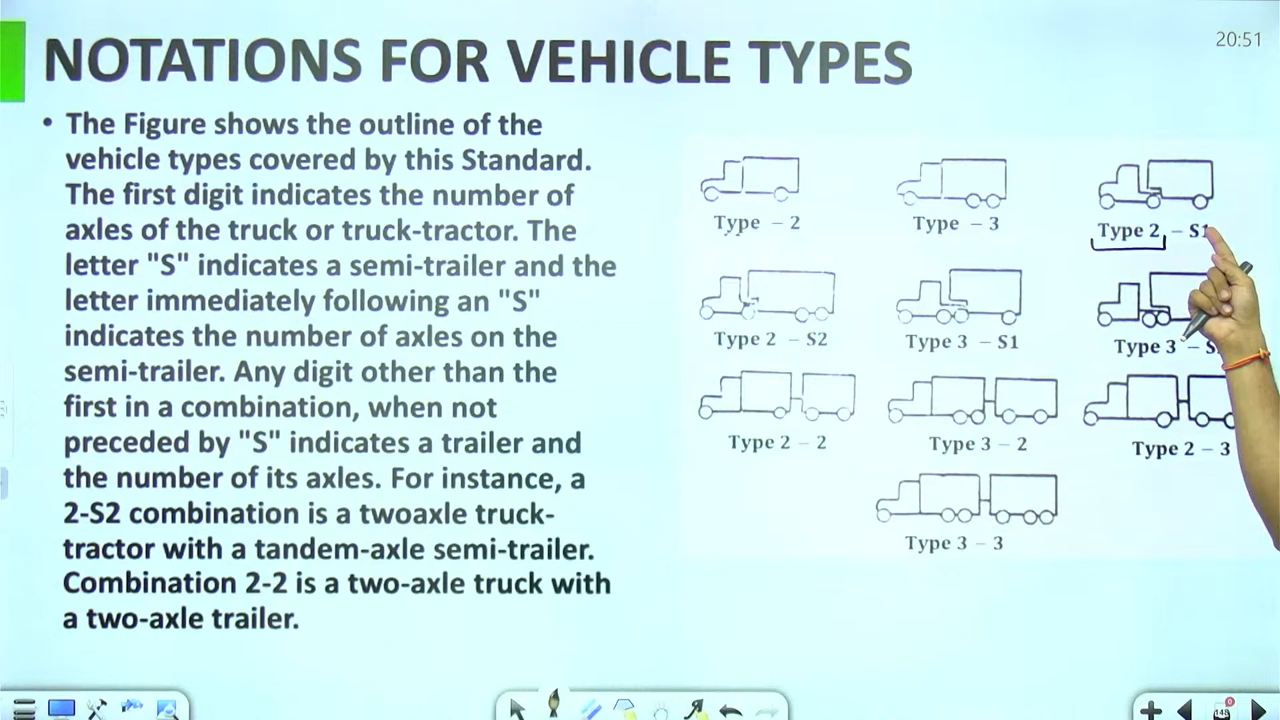 20:51
NOTATIONS FOR VEHICLE TYPES
• The Figure shows the outline of the
vehicle types covered by this Standard.
The first digit indicates the number of
axles of the truck or truck-tractor. The
letter "S" indicates a semi-trailer and the
letter immediately following an "S"
indicates the number of axles on the
semi-trailer. Any digit other than the
first in a combination, when not
preceded by "S" indicates a trailer and
the number of its axles. For instance, a
2-S2 combination is a twoaxle truck-
tractor with a tandem-axle semi-trailer.
Combination 2-2 is a two-axle truck with
a two-axle trailer.
Type – 2
Type – 3
Type 2 – S1
Type 2 – S2
Type 3 – S1
Type 3 – S
Type 2 – 2
Type 3 – 2
Type 2 – 3
Type 3 – 3
148